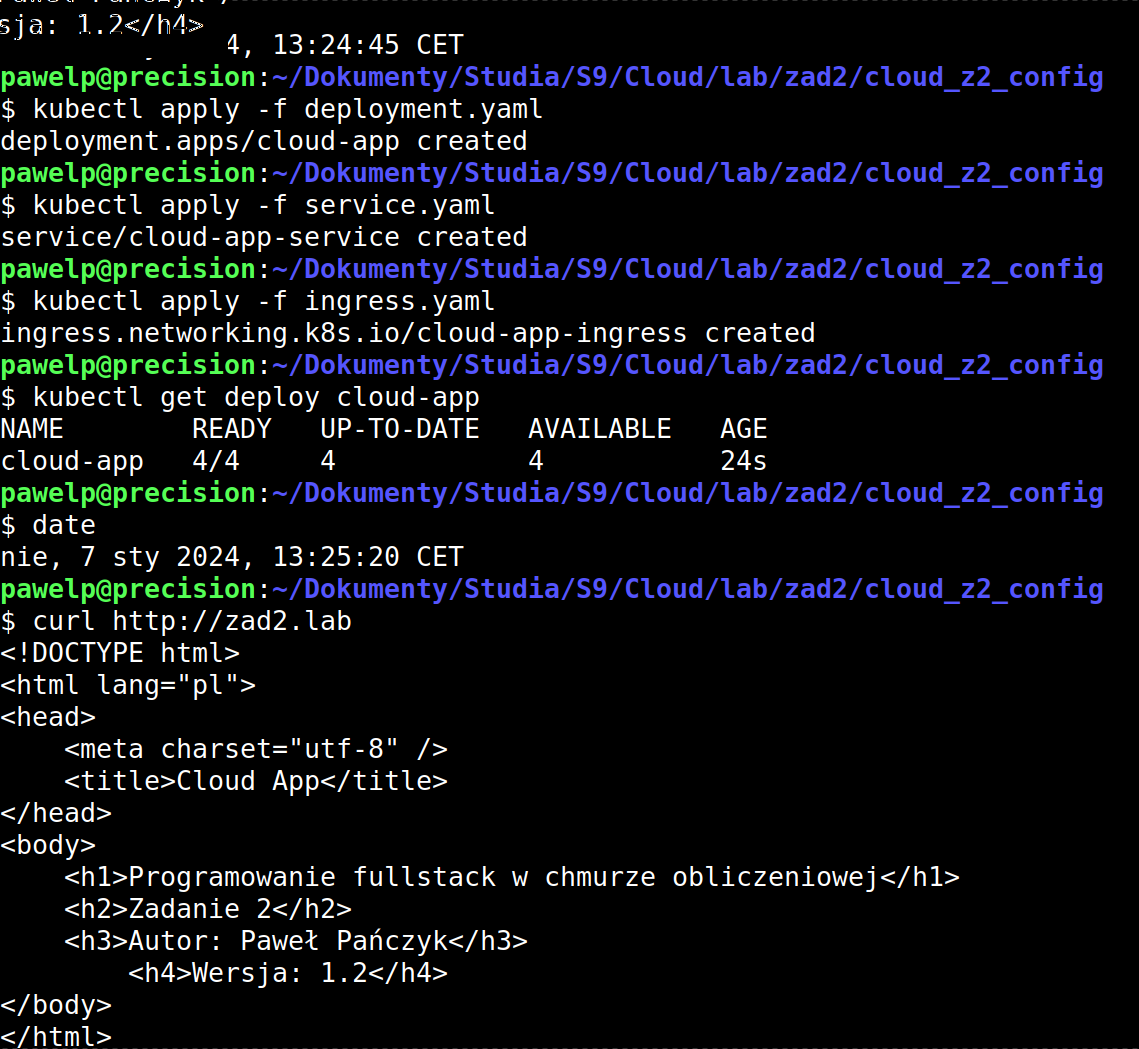 sja: 1.2</h4>
4, 13:24:45 CET
pawelp@precision:~/Dokumenty/Studia/S9/Cloud/lab/zad2/cloud_z2_config
$ kubectl apply -f deployment.yaml
deployment.apps/cloud-app created
pawelp@precision:~/Dokumenty/Studia/S9/Cloud/lab/zad2/cloud_z2_config
$ kubectl apply -f service.yaml
service/cloud-app-service created
pawelp@precision:~/Dokumenty/Studia/S9/Cloud/lab/zad2/cloud_z2_config
$ kubectl apply -f ingress.yaml
ingress.networking.k8s.io/cloud-app-ingress created
pawelp@precision:~/Dokumenty/Studia/S9/Cloud/lab/zad2/cloud_z2_config
$ kubectl get deploy cloud-app
NAME        READY   UP-TO-DATE   AVAILABLE   AGE
cloud-app   4/4     4            4           24s
pawelp@precision:~/Dokumenty/Studia/S9/Cloud/lab/zad2/cloud_z2_config
$ date
nie, 7 sty 2024, 13:25:20 CET
pawelp@precision:~/Dokumenty/Studia/S9/Cloud/lab/zad2/cloud_z2_config
$ curl http://zad2.lab
<!DOCTYPE html>
<html lang="pl">
<head>
    <meta charset="utf-8" />
    <title>Cloud App</title>
</head>
<body>
    <h1>Programowanie fullstack w chmurze obliczeniowej</h1>
    <h2>Zadanie 2</h2>
    <h3>Autor: Paweł Pańczyk</h3>
        <h4>Wersja: 1.2</h4>
</body>
</html>